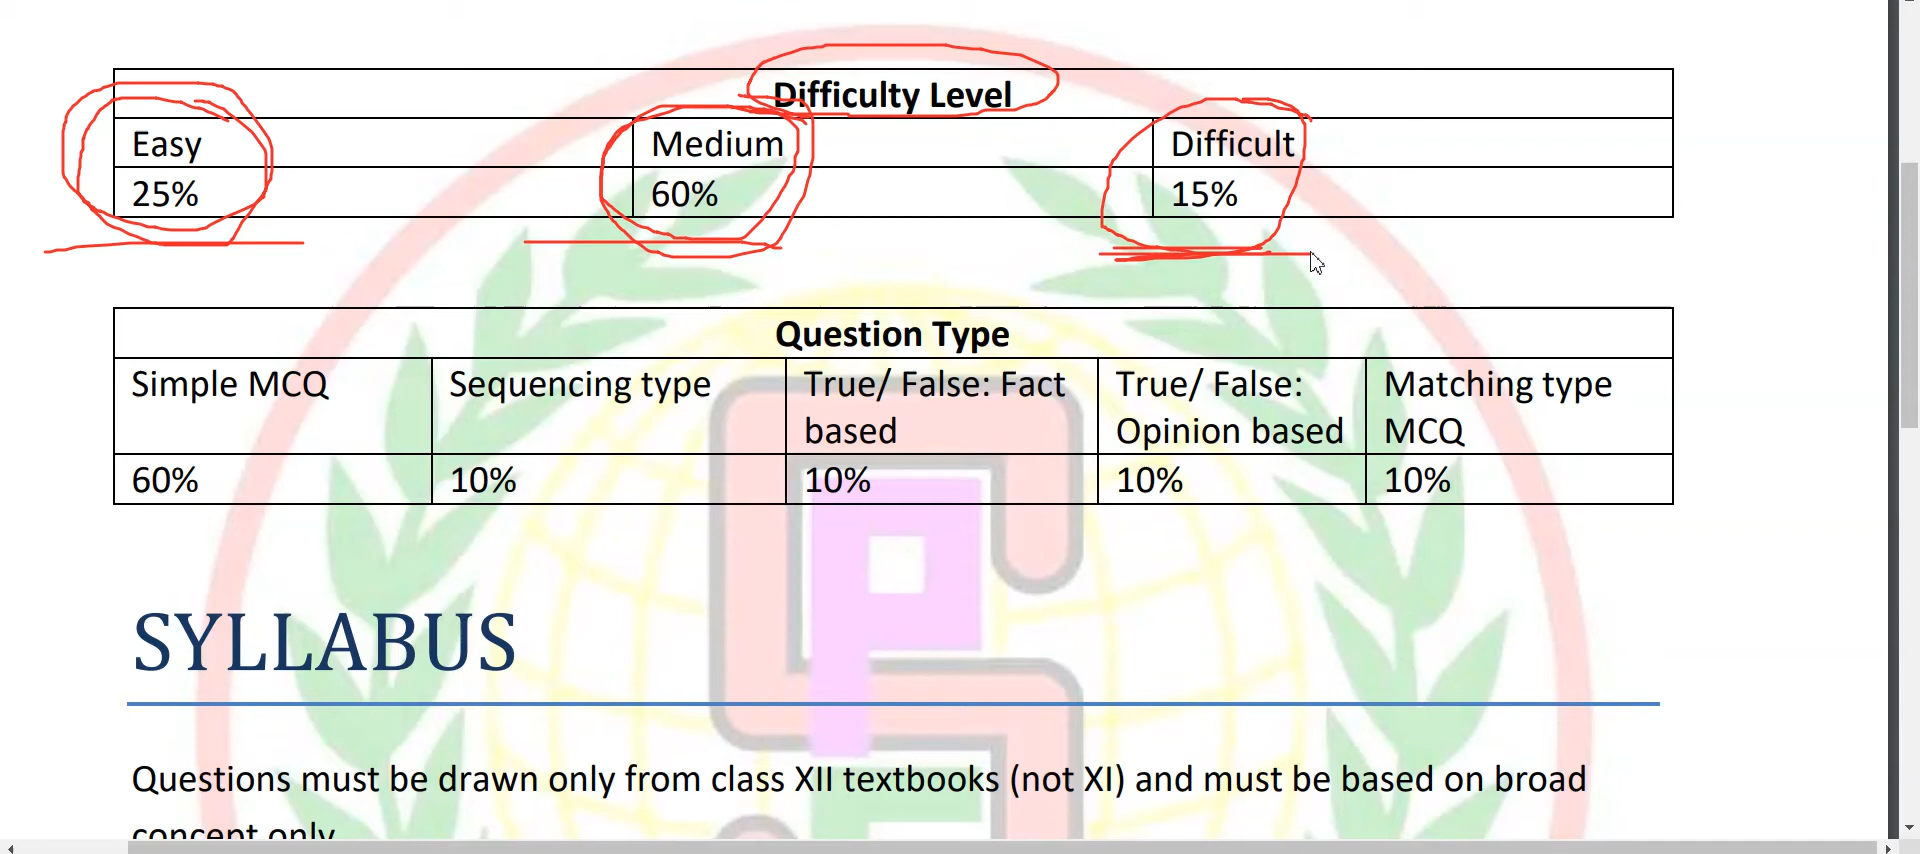 Difficulty Level
Easy Medium Difficult
25% 60% 15%
Question Type
Simple MCQ Sequencing type True/ False: Fact based True/ False: Opinion based Matching type MCQ
60% 10% 10% 10% 10%
SYLLABUS
Questions must be drawn only from class XII textbooks (not XI) and must be based on broad
concept only